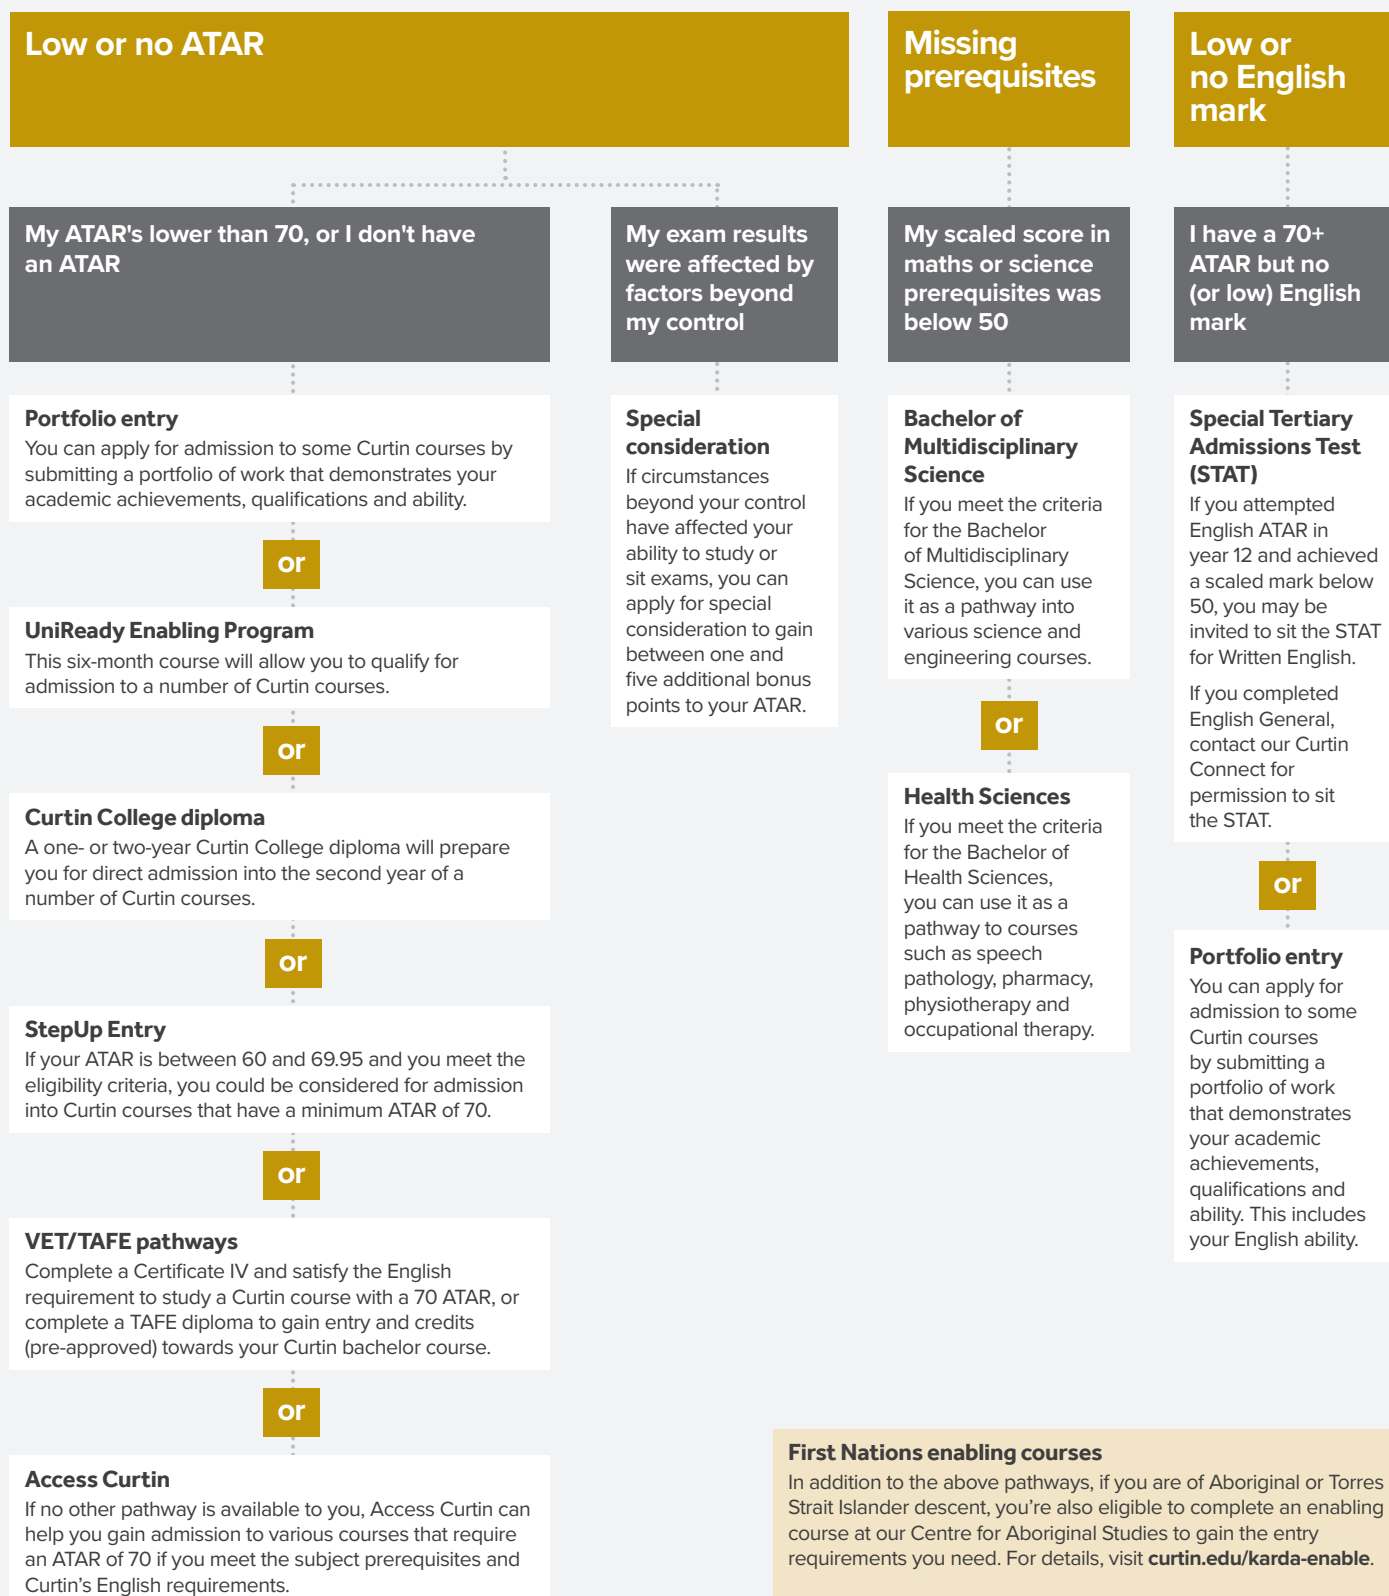 Low or no ATAR
My ATAR's lower than 70, or I don't have
an ATAR
Portfolio entry
You can apply for admission to some Curtin courses by
submitting a portfolio of work that demonstrates your
academic achievements, qualifications and ability.
or
UniReady Enabling Program
This six-month course will allow you to qualify for
admission to a number of Curtin courses.
or
Curtin College diploma
A one- or two-year Curtin College diploma will prepare
you for direct admission into the second year of a
number of Curtin courses.
or
StepUp Entry
If your ATAR is between 60 and 69.95 and you meet the
eligibility criteria, you could be considered for admission
into Curtin courses that have a minimum ATAR of 70.
or
VET/TAFE pathways
Complete a Certificate IV and satisfy the English
requirement to study a Curtin course with a 70 ATAR, or
complete a TAFE diploma to gain entry and credits
(pre-approved) towards your Curtin bachelor course.
or
Access Curtin
If no other pathway is available to you, Access Curtin can
help you gain admission to various courses that require
an ATAR of 70 if you meet the subject prerequisites and
Curtin's English requirements.
My exam results
were affected by
factors beyond
my control
Special
consideration
If circumstances
beyond your control
have affected your
ability to study or
sit exams, you can
apply for special
consideration to gain
between one and
five additional bonus
points to your ATAR.
Missing
prerequisites
My scaled score in
maths or science
prerequisites was
below 50
Bachelor of
Multidisciplinary
Science
If you meet the criteria
for the Bachelor
of Multidisciplinary
Science, you can use
it as a pathway into
various science and
engineering courses.
or
Health Sciences
If you meet the criteria
for the Bachelor of
Health Sciences,
you can use it as a
pathway to courses
such as speech
pathology, pharmacy,
physiotherapy and
occupational therapy.
Low or
no English
mark
I have a 70+
ATAR but no
(or low) English
mark
Special Tertiary
Admissions Test
(STAT)
If you attempted
English ATAR in
year 12 and achieved
a scaled mark below
50, you may be
invited to sit the STAT
for Written English.
If you completed
English General,
contact our Curtin
Connect for
permission to sit
the STAT.
or
Portfolio entry
You can apply for
admission to some
Curtin courses
by submitting a
portfolio of work
that demonstrates
your academic
achievements,
qualifications and
ability. This includes
your English ability.
First Nations enabling courses
In addition to the above pathways, if you are of Aboriginal or Torres
Strait Islander descent, you’re also eligible to complete an enabling
course at our Centre for Aboriginal Studies to gain the entry
requirements you need. For details, visit curtin.edu/karda-enable.